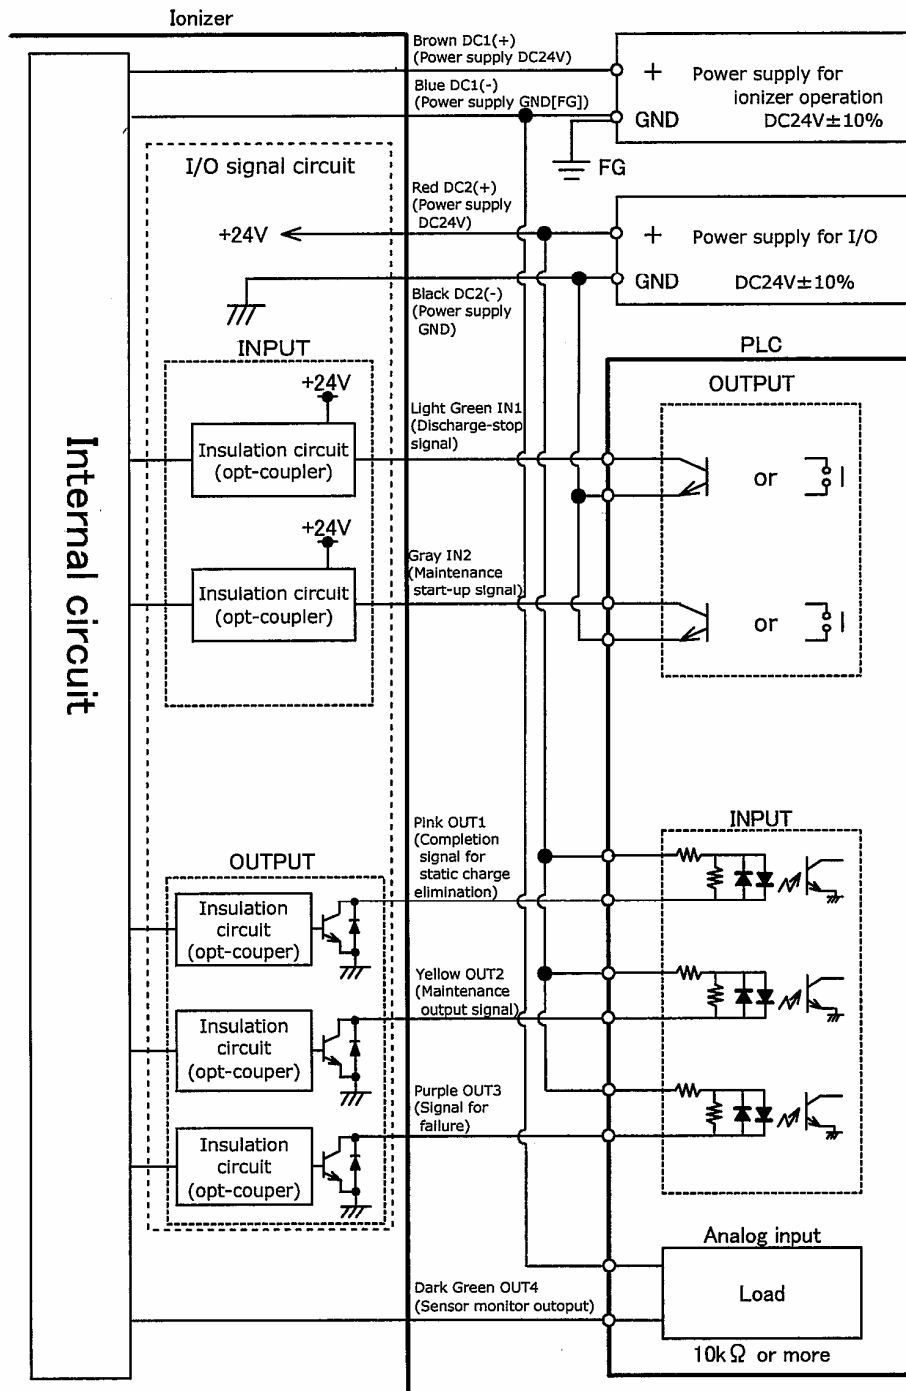 Ionizer
Brown DC1(+)
(Power supply DC24V)
Blue DC1(-)
(Power supply GND[FG])
+ Power supply for
ionizer operation
GND DC24V±10%
FG
I/O signal circuit
Red DC2(+)
(Power supply
DC24V)
+24V
+ Power supply for I/O
GND DC24V±10%
Black DC2(-)
(Power supply
GND)
INPUT
PLC
OUTPUT
+24V
Light Green IN1
(Discharge-stop
signal)
Insulation circuit
(opt-coupler)
or
Internal circuit
+24V
Gray IN2
(Maintenance
start-up signal)
Insulation circuit
(opt-coupler)
or
Pink OUT1
(Completion
signal for
static charge
elimination)
INPUT
OUTPUT
Insulation
circuit
(opt-couper)
Yellow OUT2
(Maintenance
output signal)
Insulation
circuit
(opt-couper)
Purple OUT3
(Signal for
failure)
Insulation
circuit
(opt-couper)
Analog input
Dark Green OUT4
(Sensor monitor outoput)
Load
10kΩ or more